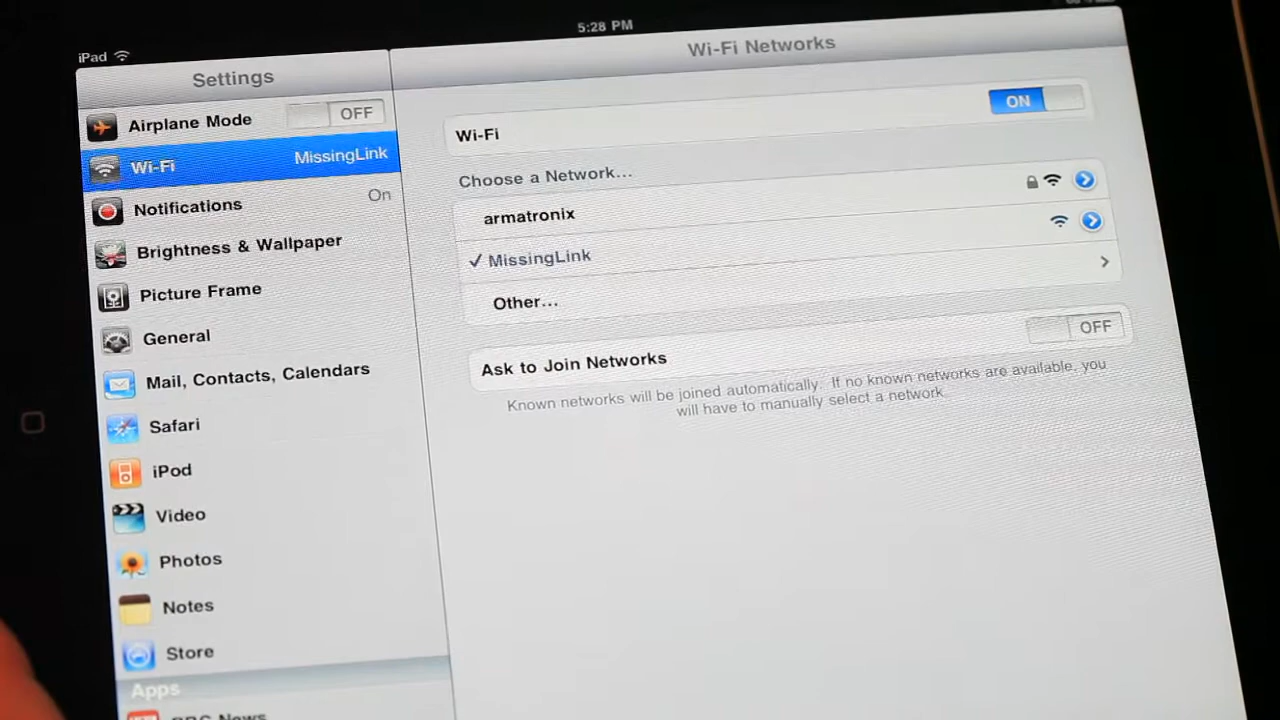 5:28 PM
iPad
Settings
Wi-Fi Networks
Airplane Mode OFF
Wi-Fi MissingLink
Notifications On
Brightness & Wallpaper
Picture Frame
General
Mail, Contacts, Calendars
Safari
iPod
Video
Photos
Notes
Store
Apps
BBC News
Wi-Fi ON
Choose a Network...
armatronix
✓ MissingLink
Other...
Ask to Join Networks OFF
Known networks will be joined automatically. If no known networks are available, you
will have to manually select a network.